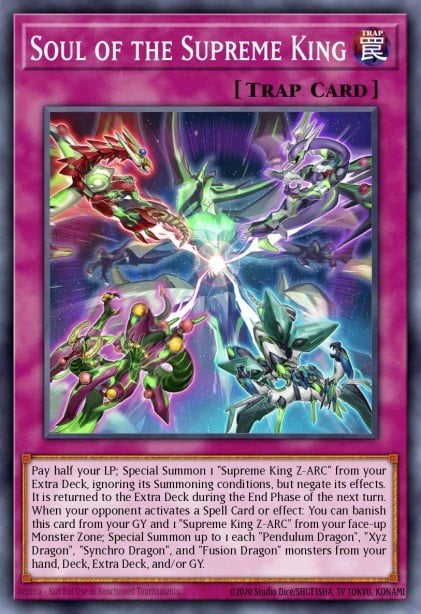 SOUL OF THE SUPREME KING
TRAP
罠
[TRAP CARD]
Pay half your LP; Special Summon 1 "Supreme King Z-ARC" from your
Extra Deck, ignoring its Summoning conditions, but negate its effects.
It is returned to the Extra Deck during the End Phase of the next turn.
When your opponent activates a Spell Card or effect: You can banish
this card from your GY and 1 "Supreme King Z-ARC" from your face-up
Monster Zone; Special Summon up to 1 each "Pendulum Dragon", "Xyz
Dragon", "Synchro Dragon", and "Fusion Dragon" monsters from your
hand, Deck, Extra Deck, and/or GY.
Replica - Not For Use in Sanctioned Tournaments
©2020 Studio Dice/SHUEISHA, TV TOKYO, KONAMI